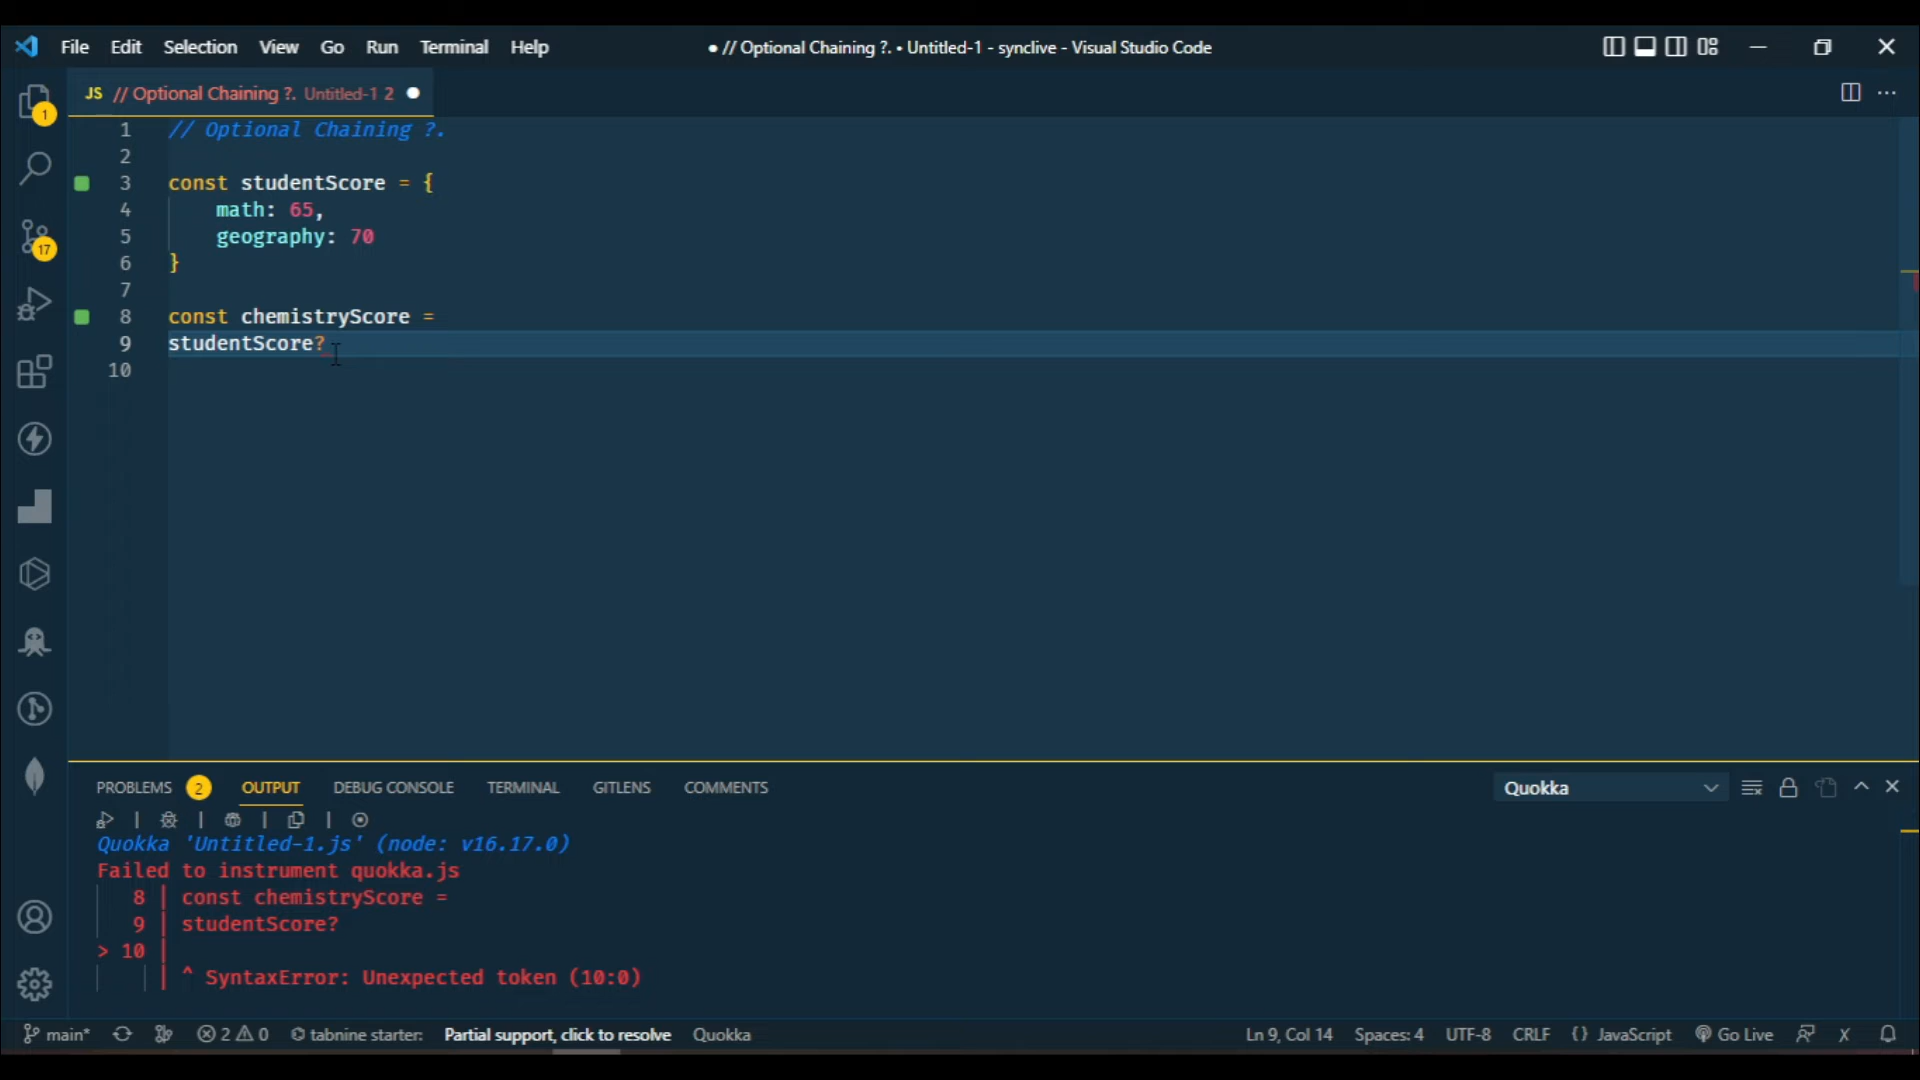 File Edit Selection View Go Run Terminal Help
● // Optional Chaining ?. • Untitled-1 - synclive - Visual Studio Code
JS // Optional Chaining ?. Untitled-1 2 ●
1 // Optional Chaining ?.
2
3 const studentScore = {
4 math: 65,
5 geography: 70
6 }
7
8 const chemistryScore =
9 studentScore?
10
1
17
PROBLEMS 2 OUTPUT DEBUG CONSOLE TERMINAL GITLENS COMMENTS
Quokka
Quokka 'Untitled-1.js' (node: v16.17.0)
Failed to instrument quokka.js
8 | const chemistryScore =
9 | studentScore?
> 10 |
| ^ SyntaxError: Unexpected token (10:0)
main* 2 0 tabnine starter: Partial support, click to resolve Quokka
Ln 9, Col 14 Spaces: 4 UTF-8 CRLF {} JavaScript Go Live